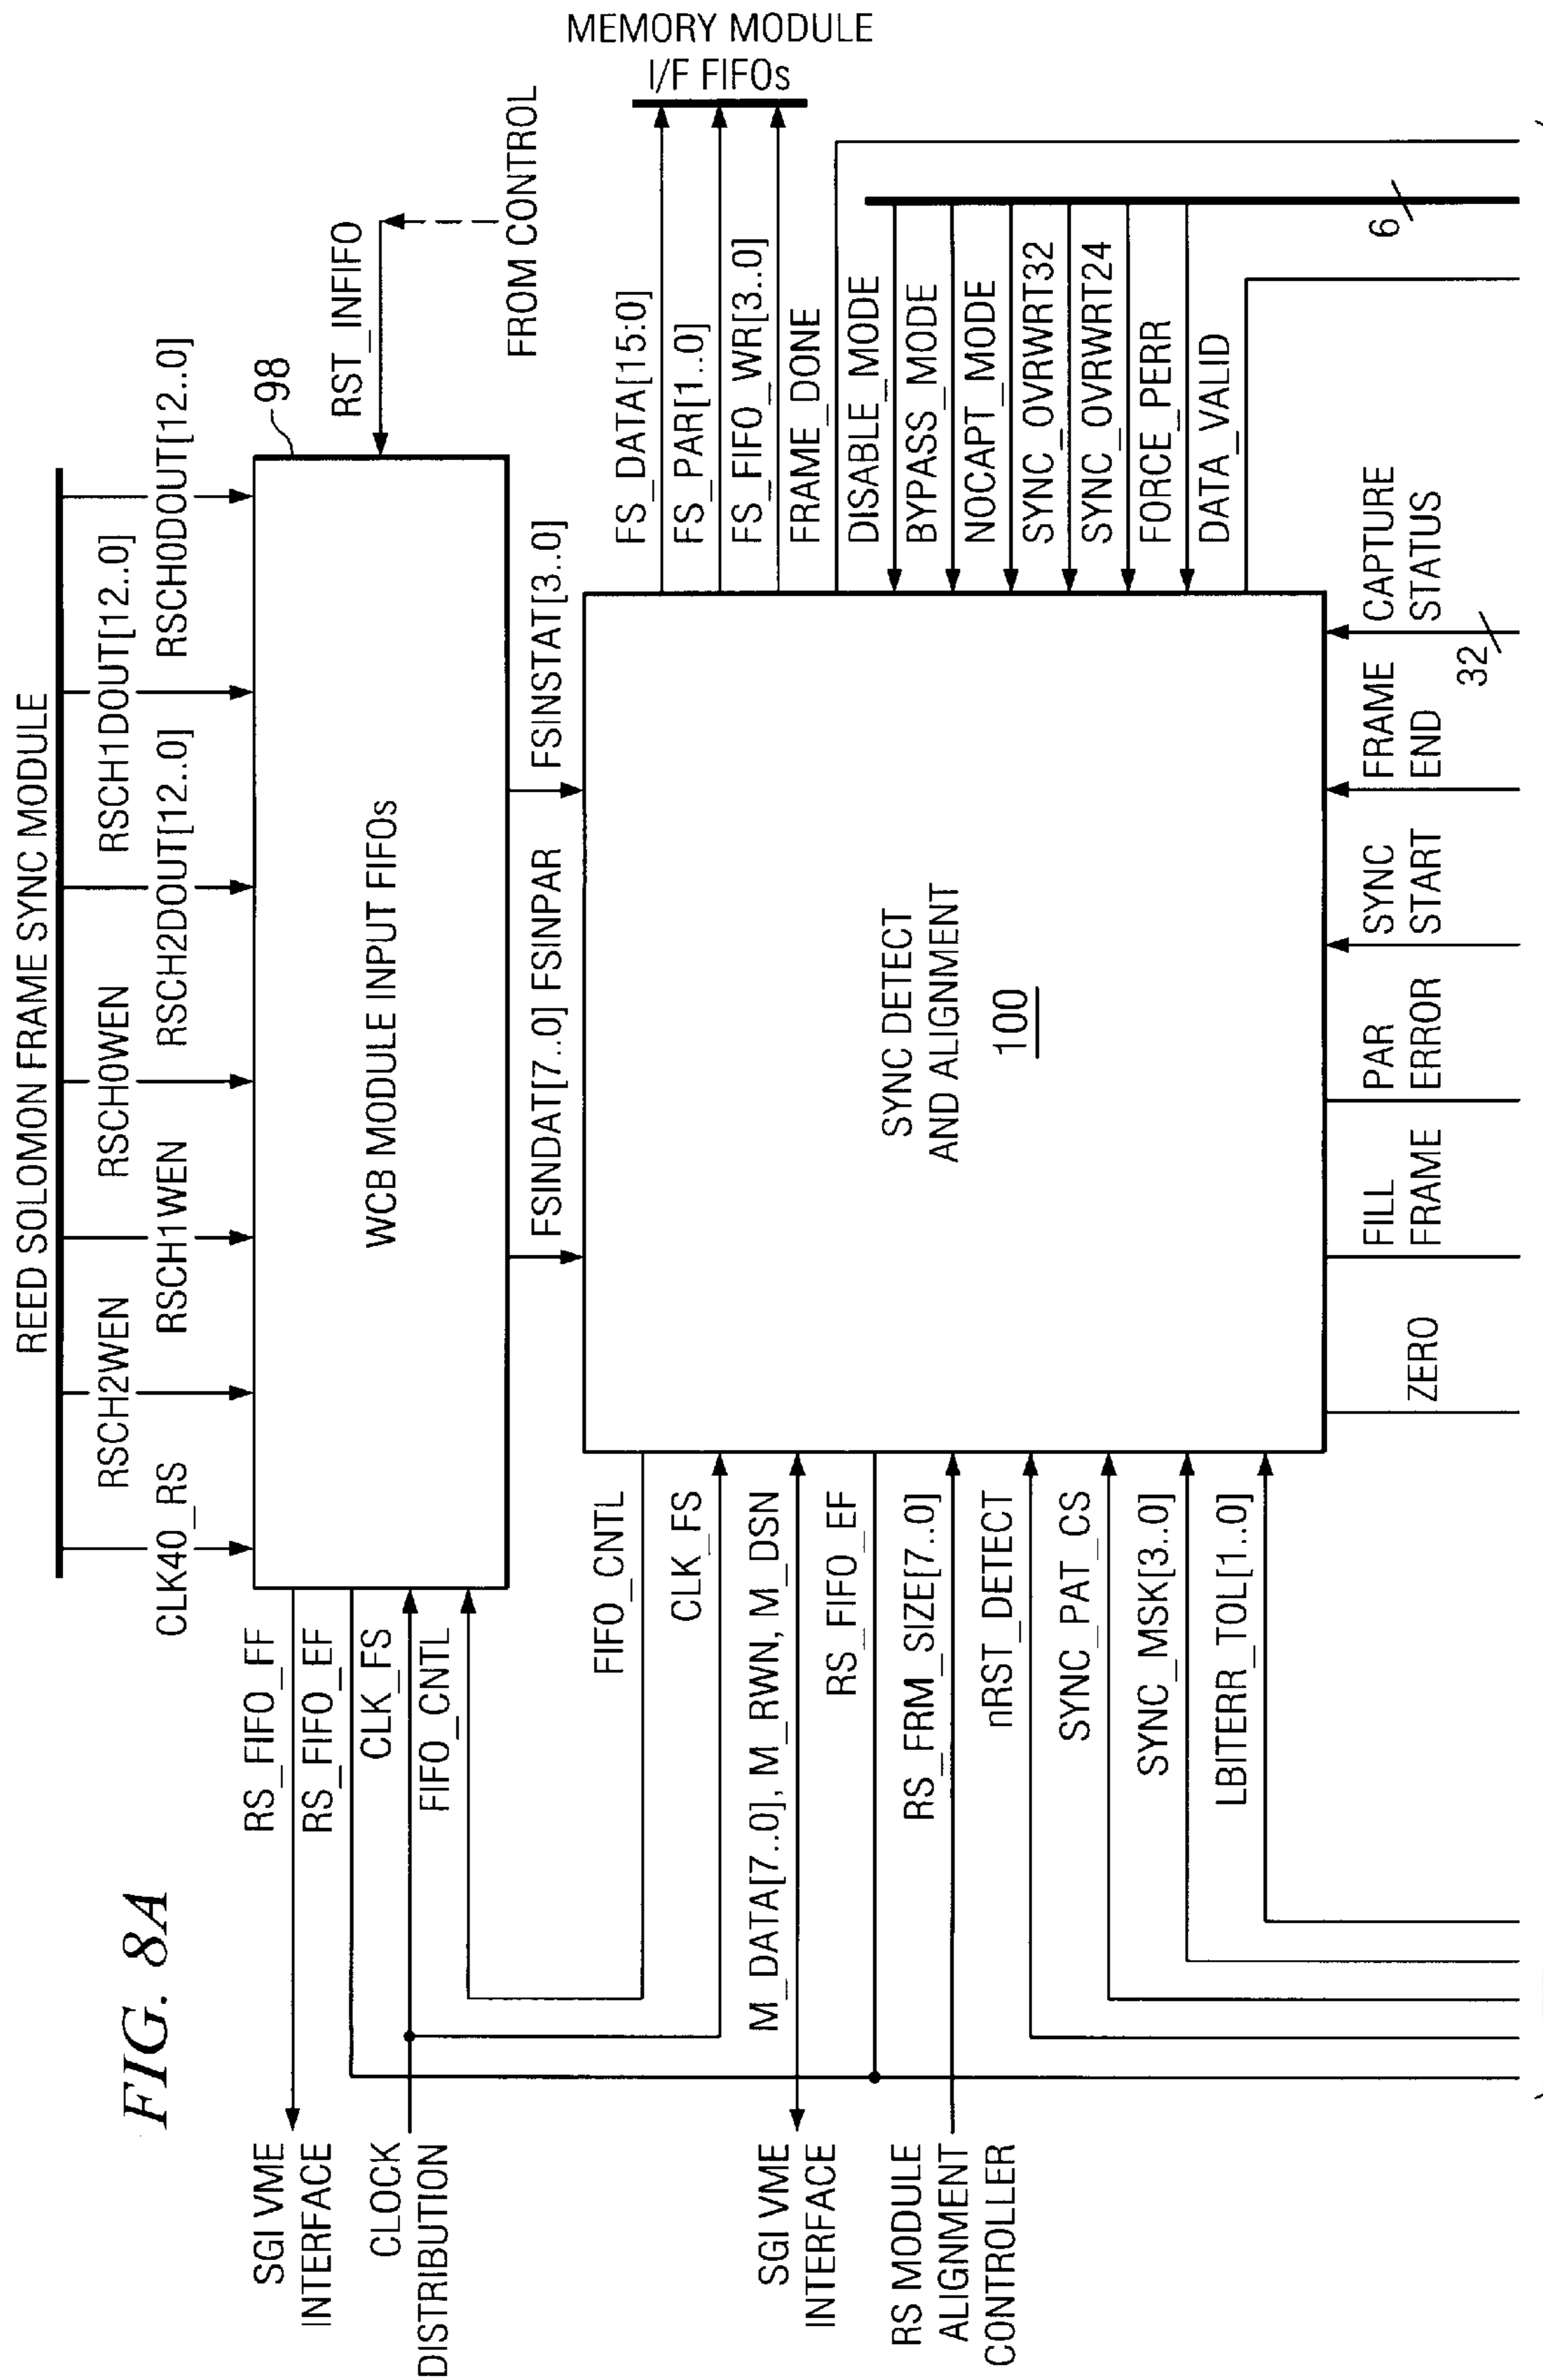 FIG. 8A
REED SOLOMON FRAME SYNC MODULE
CLK40_RS
RSCH2WEN
RSCH1WEN
RSCH0WEN
RSCH2DOUT[12..0]
RSCH1DOUT[12..0]
RSCH0DOUT[12..0]
98
WCB MODULE INPUT FIFOs
RST_INFIFO
FROM CONTROL
SGI VME
INTERFACE
RS_FIFO_FF
RS_FIFO_EF
CLOCK
DISTRIBUTION
CLK_FS
FIFO_CNTL
FSINDAT[7..0]
FSINPAR
FSINSTAT[3..0]
MEMORY MODULE
I/F FIFOs
SYNC DETECT
AND ALIGNMENT
100
FIFO_CNTL
CLK_FS
SGI VME
INTERFACE
M_DATA[7..0], M_RWN, M_DSN
RS_FIFO_EF
RS MODULE
ALIGNMENT
CONTROLLER
RS_FRM_SIZE[7..0]
nRST_DETECT
SYNC_PAT_CS
SYNC_MSK[3..0]
LBITERR_TOL[1..0]
FS_DATA[15:0]
FS_PAR[1..0]
FS_FIFO_WR[3..0]
FRAME_DONE
DISABLE_MODE
BYPASS_MODE
NOCAPT_MODE
SYNC_OVRWRT32
SYNC_OVRWRT24
FORCE_PERR
DATA_VALID
6
ZERO
FILL
FRAME
PAR
ERROR
SYNC
START
FRAME
END
CAPTURE
STATUS
32